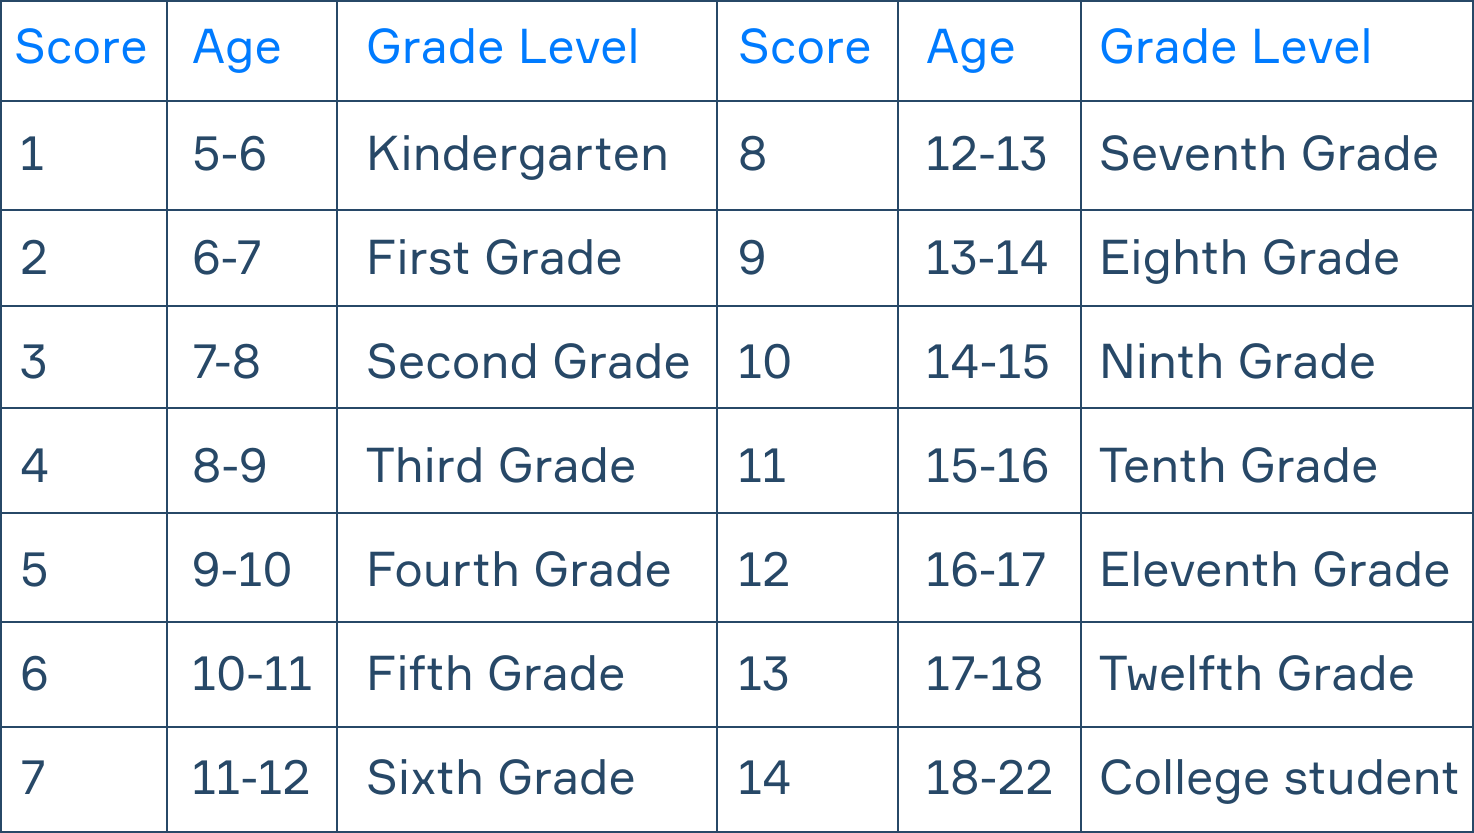 Score Age Grade Level Score Age Grade Level
1 5-6 Kindergarten 8 12-13 Seventh Grade
2 6-7 First Grade 9 13-14 Eighth Grade
3 7-8 Second Grade 10 14-15 Ninth Grade
4 8-9 Third Grade 11 15-16 Tenth Grade
5 9-10 Fourth Grade 12 16-17 Eleventh Grade
6 10-11 Fifth Grade 13 17-18 Twelfth Grade
7 11-12 Sixth Grade 14 18-22 College student